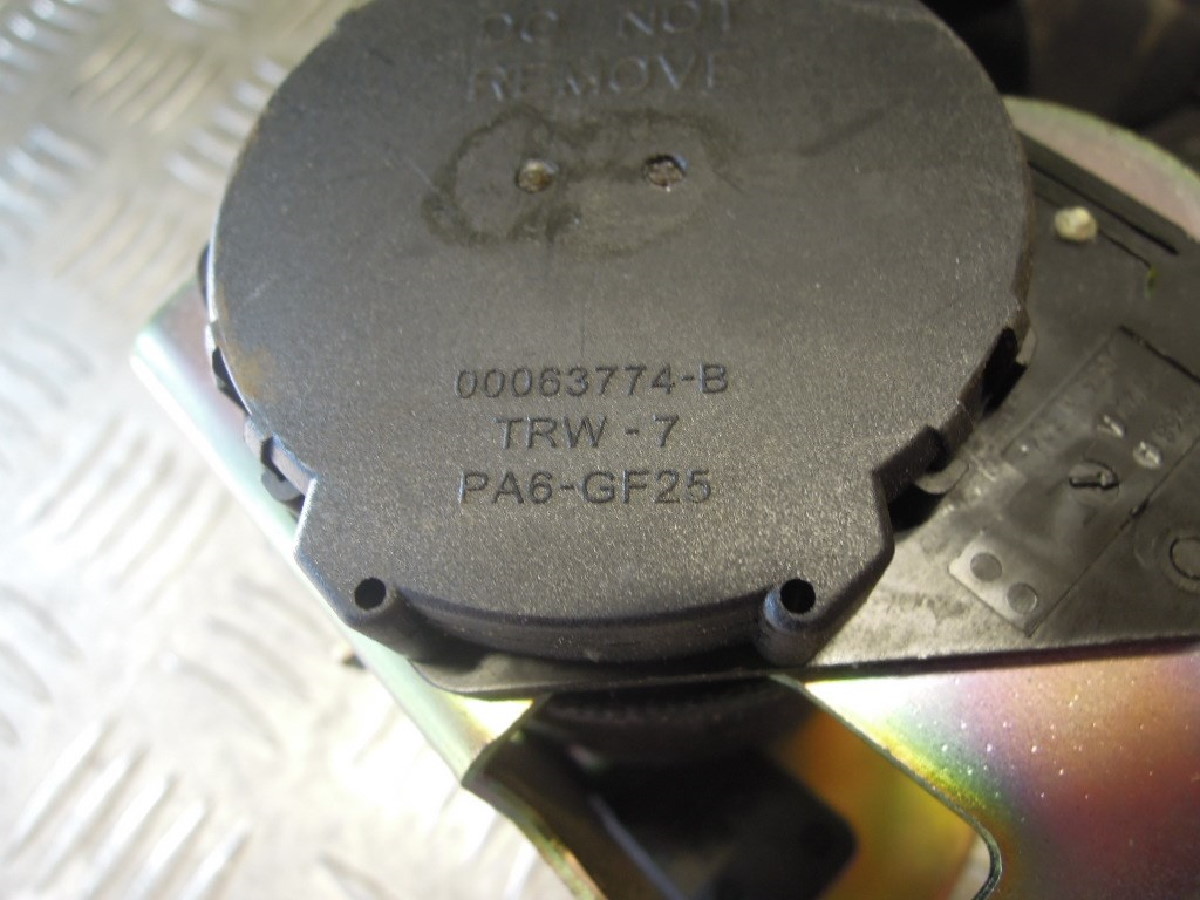 DO NOT
REMOVE
00063774-B
TRW - 7
PA6-GF25